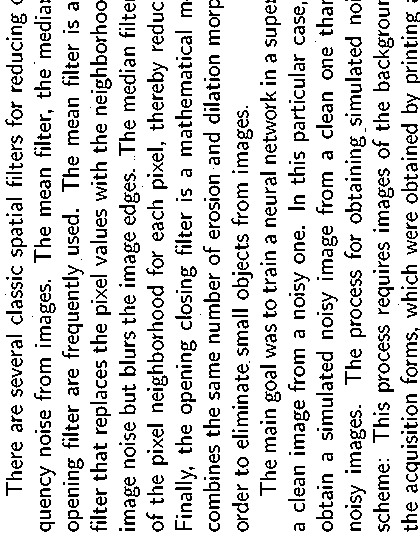 There are several classic spatial filters for reducing
quency noise from images. The mean filter, the media
opening filter are frequently used. The mean filter is a
filter that replaces the pixel values with the neighborhoo
image noise but blurs the image edges. The median filte
of the pixel neighborhood for each pixel, thereby reduc
Finally, the opening closing filter is a mathematical m
combines the same number of erosion and dilation morp
order to eliminate small objects from images.
The main goal was to train a neural network in a supe
a clean image from a noisy one. In this particular case,
obtain a simulated noisy image from a clean one than
noisy images. The process for obtaining simulated noi
scheme: This process requires images of the backgroun
the acquisition forms, which were obtained by printing